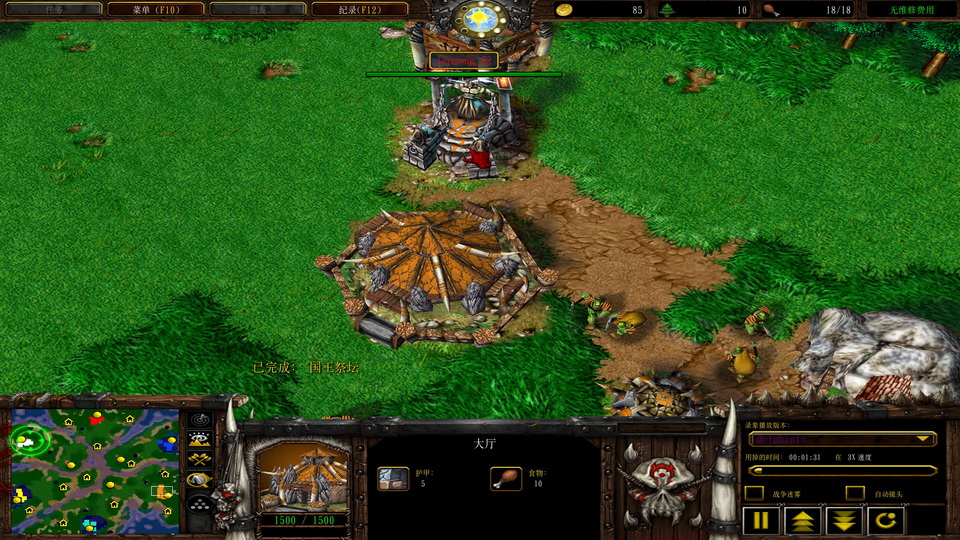 任务
菜单 (F10)
纪录(F12)
85
10
18/18
无维修费用
已完成: 国王祭坛
大厅
护甲:
5
食物:
10
1500 / 1500
录象播放版本:
用掉的时间: 00:01:31 在 3X 速度
战争迷雾
自动镜头